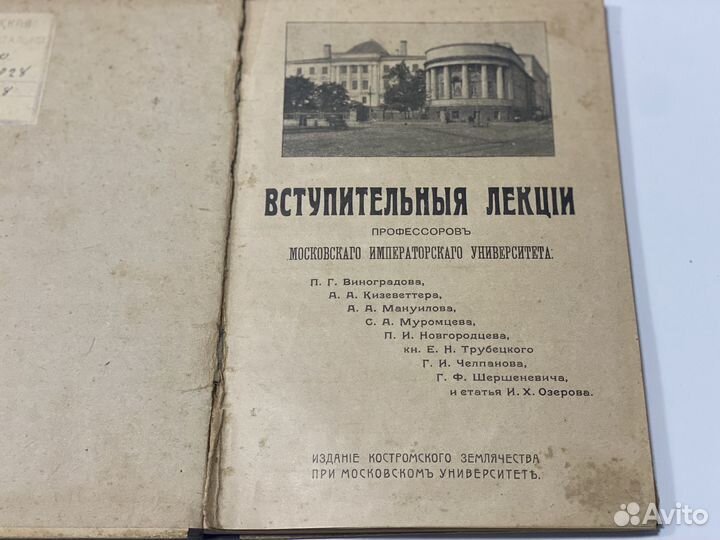 ВСТУПИТЕЛЬНЫЯ ЛЕКЦІИ
ПРОФЕССОРОВЪ
МОСКОВСКАГО ИМПЕРАТОРСКАГО УНИВЕРСИТЕТА:
П. Г. Виноградова,
А. А. Кизеветтера,
А. А. Мануилова,
С. А. Муромцева,
П. И. Новгородцева,
кн. Е. Н. Трубецкого
Г. И. Челпанова,
Г. Ф. Шершеневича,
и статья И. Х. Озерова.
ИЗДАНІЕ КОСТРОМСКОГО ЗЕМЛЯЧЕСТВА
ПРИ МОСКОВСКОМЪ УНИВЕРСИТЕТѢ.
Avito